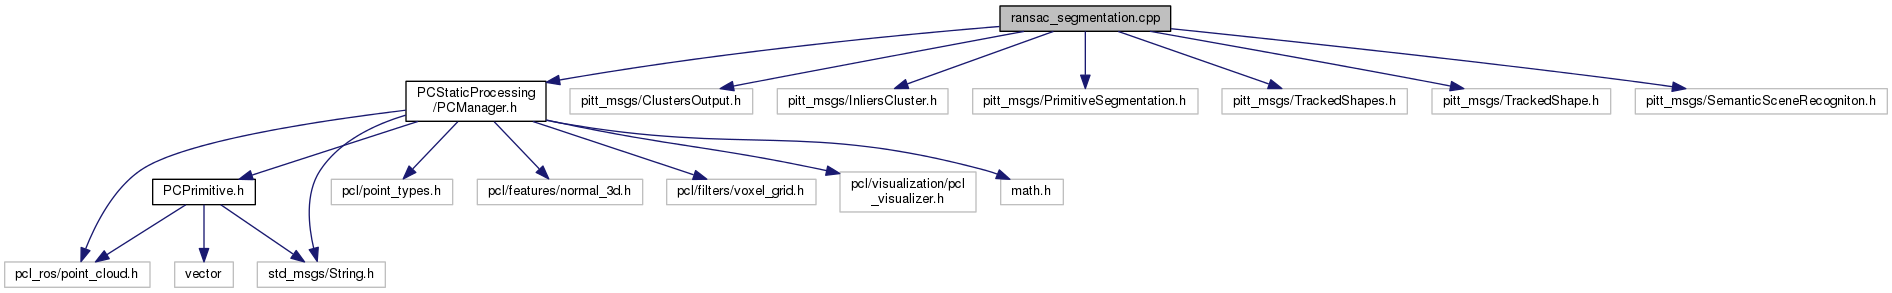 ransac_segmentation.cpp
PCStaticProcessing
/PCManager.h
pitt_msgs/ClustersOutput.h
pitt_msgs/InliersCluster.h
pitt_msgs/PrimitiveSegmentation.h
pitt_msgs/TrackedShapes.h
pitt_msgs/TrackedShape.h
pitt_msgs/SemanticSceneRecogniton.h
PCPrimitive.h
pcl/point_types.h
pcl/features/normal_3d.h
pcl/filters/voxel_grid.h
pcl/visualization/pcl
_visualizer.h
math.h
pcl_ros/point_cloud.h
vector
std_msgs/String.h